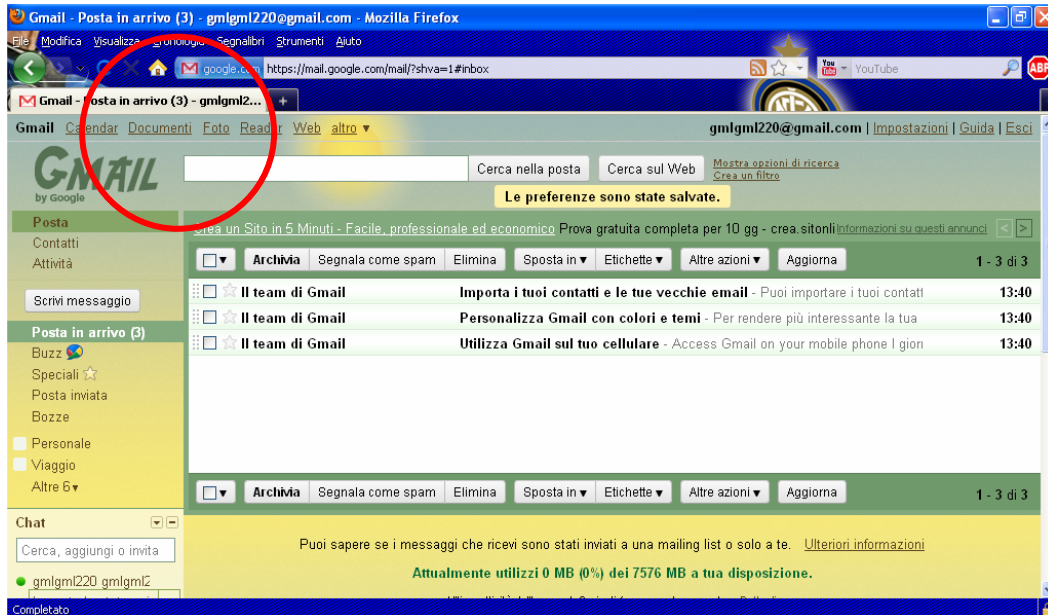 Gmail - Posta in arrivo (3) - gmlgml220@gmail.com - Mozilla Firefox
File Modifica Visualizza Cronologia Segnalibri Strumenti Aiuto
google.com https://mail.google.com/mail/?shva=1#inbox You Tube YouTube ABP
Gmail - Posta in arrivo (3) - gmlgml2... +
Gmail Calendar Documenti Foto Reader Web altro ▼ gmlgml220@gmail.com | Impostazioni | Guida | Esci
GMAIL by Google
Cerca nella posta Cerca sul Web Mostra opzioni di ricerca
Crea un filtro
Le preferenze sono state salvate.
Posta
Contatti
Attività
Scrivi messaggio
Posta in arrivo (3)
Buzz
Speciali
Posta inviata
Bozze
Personale
Viaggio
Altre 6▼
Chat
Cerca, aggiungi o invita
gmlgml220 gmlgml2
Crea un Sito in 5 Minuti - Facile, professionale ed economico Prova gratuita completa per 10 gg - crea.sitonli Informazioni su questi annunci < >
Archivia Segnala come spam Elimina Sposta in ▼ Etichette ▼ Altre azioni ▼ Aggiorna 1 - 3 di 3
Il team di Gmail Importa i tuoi contatti e le tue vecchie email - Puoi importare i tuoi contatt 13:40
Il team di Gmail Personalizza Gmail con colori e temi - Per rendere più interessante la tua 13:40
Il team di Gmail Utilizza Gmail sul tuo cellulare - Access Gmail on your mobile phone I giorn 13:40
Archivia Segnala come spam Elimina Sposta in ▼ Etichette ▼ Altre azioni ▼ Aggiorna 1 - 3 di 3
Puoi sapere se i messaggi che ricevi sono stati inviati a una mailing list o solo a te. Ulteriori informazioni
Attualmente utilizzi 0 MB (0%) dei 7576 MB a tua disposizione.
Completato